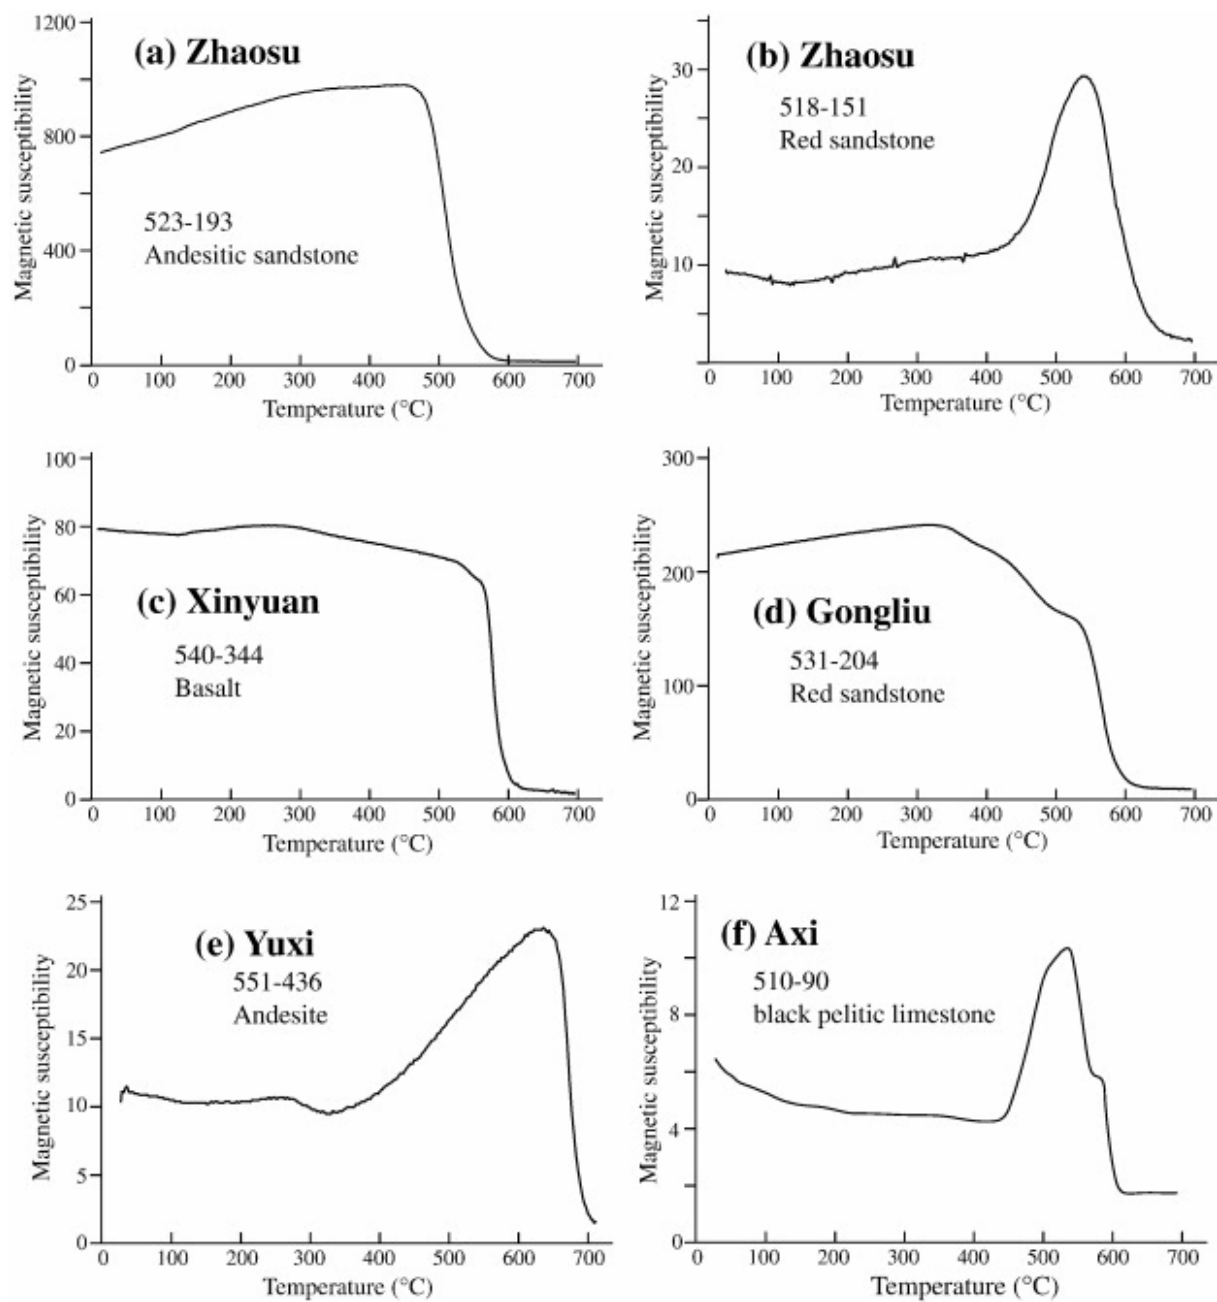 1200
(a) Zhaosu
800
400
0
Magnetic susceptibility
523-193
Andesitic sandstone
0 100 200 300 400 500 600 700
Temperature (°C)
(b) Zhaosu
30
20
10
Magnetic susceptibility
518-151
Red sandstone
0 100 200 300 400 500 600 700
Temperature (°C)
100
80
60
40
20
0
Magnetic susceptibility
(c) Xinyuan
540-344
Basalt
0 100 200 300 400 500 600 700
Temperature (°C)
300
200
100
0
Magnetic susceptibility
(d) Gongliu
531-204
Red sandstone
0 100 200 300 400 500 600 700
Temperature (°C)
25
20
15
10
5
0
Magnetic susceptibility
(e) Yuxi
551-436
Andesite
0 100 200 300 400 500 600 700
Temperature (°C)
12
8
4
0
Magnetic susceptibility
(f) Axi
510-90
black pelitic limestone
0 100 200 300 400 500 600 700
Temperature (°C)